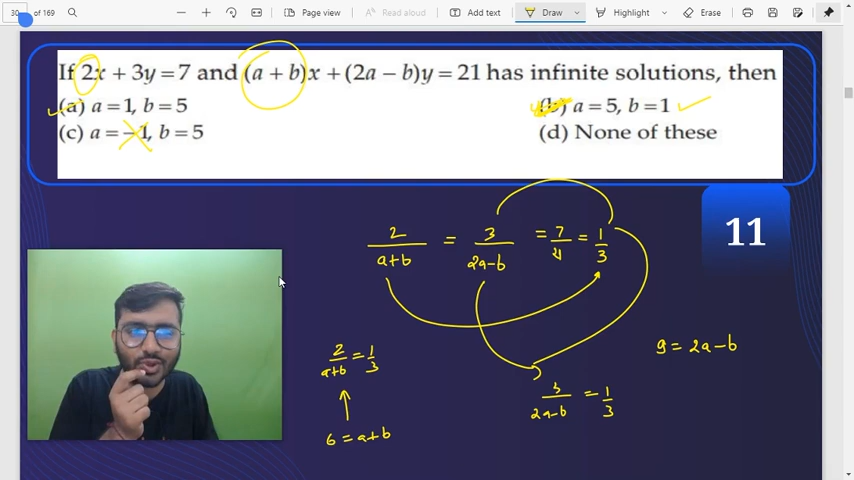 30 of 169
Page view
Read aloud
Add text
Draw
Highlight
Erase
If 2x + 3y = 7 and (a + b)x + (2a − b)y = 21 has infinite solutions, then
(a) a = 1, b = 5
(b) a = 5, b = 1
(c) a = −1, b = 5
(d) None of these
11
2/(a+b) = 3/(2a-b) = 7/21 = 1/3
2/(a+b) = 1/3
9 = 2a-b
3/(2a-b) = 1/3
6 = a+b